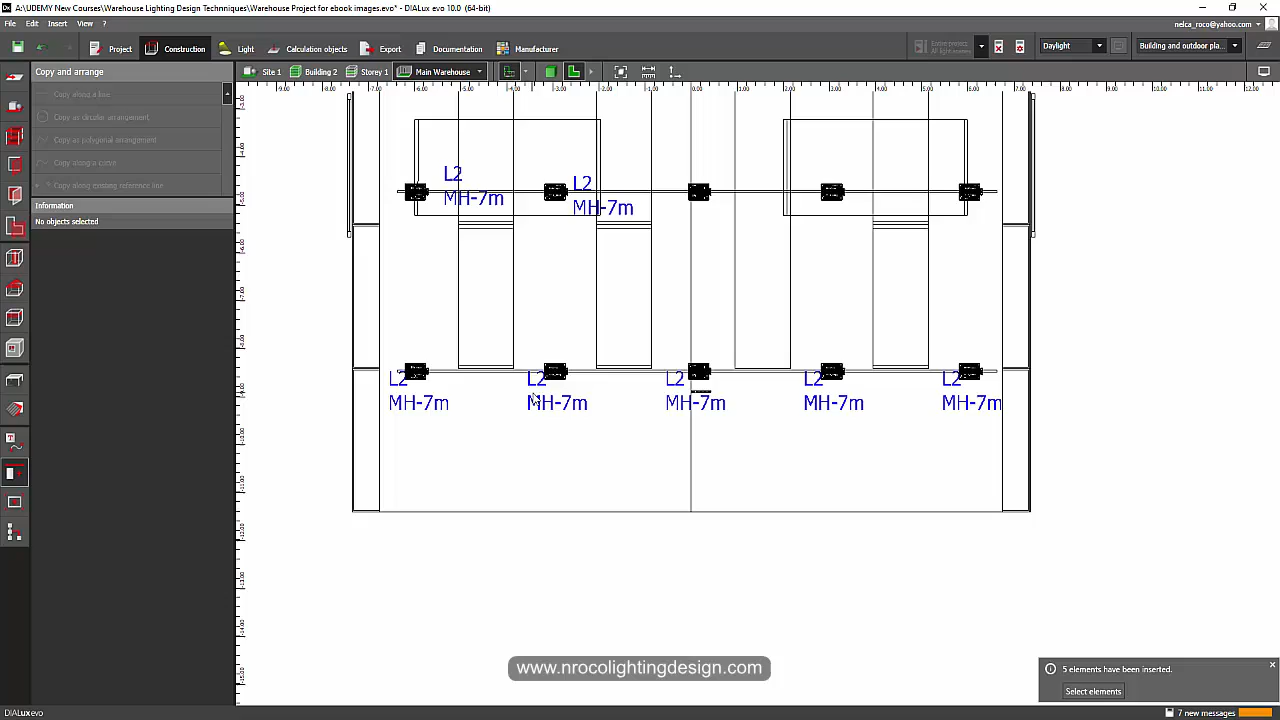 A:\UDEMY New Courses\Warehouse Lighting Design Techniques\Warehouse Project for ebook images.evo* - DIALux evo 10.0 (64-bit)
File Edit Insert View ?
nelca_roco@yahoo.com
Project Construction Light Calculation objects Export Documentation Manufacturer
Entire project
Daylight
Building and outdoor pla...
Copy and arrange
Site 1 Building 2 Storey 1 Main Warehouse
Copy along a line
Copy as circular arrangement
Copy as polygonal arrangement
Copy along a curve
Copy along existing reference line
Information
No objects selected
L2
MH-7m
L2
MH-7m
L2 L2 L2 L2 L2
MH-7m MH-7m MH-7m MH-7m MH-7m
www.nrocolightingdesign.com
5 elements have been inserted.
Select elements
DIALux evo
7 new messages